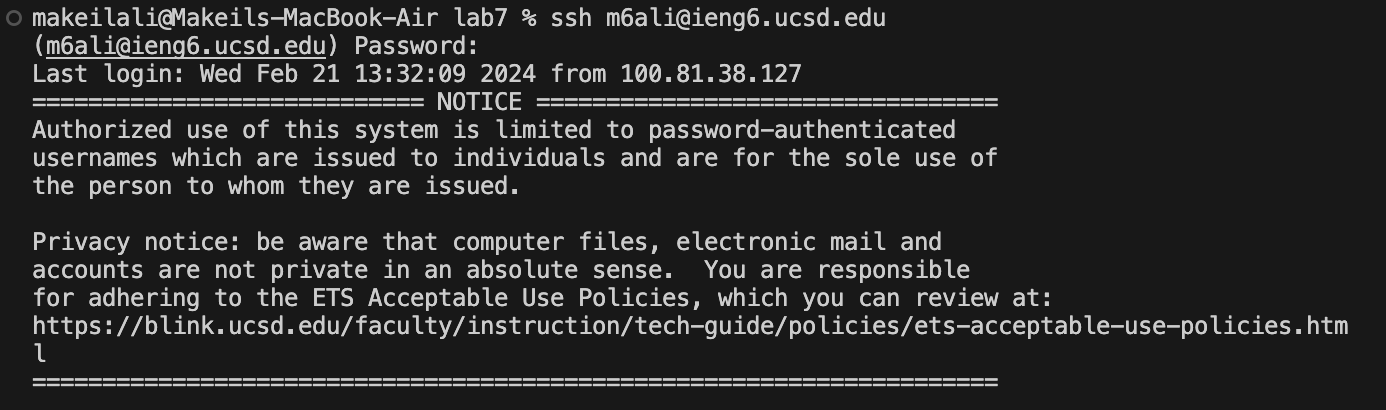 makeilali@Makeils-MacBook-Air lab7 % ssh m6ali@ieng6.ucsd.edu
(m6ali@ieng6.ucsd.edu) Password:
Last login: Wed Feb 21 13:32:09 2024 from 100.81.38.127
============================ NOTICE =================================
Authorized use of this system is limited to password-authenticated
usernames which are issued to individuals and are for the sole use of
the person to whom they are issued.

Privacy notice: be aware that computer files, electronic mail and
accounts are not private in an absolute sense.  You are responsible
for adhering to the ETS Acceptable Use Policies, which you can review at:
https://blink.ucsd.edu/faculty/instruction/tech-guide/policies/ets-acceptable-use-policies.htm
l
=====================================================================